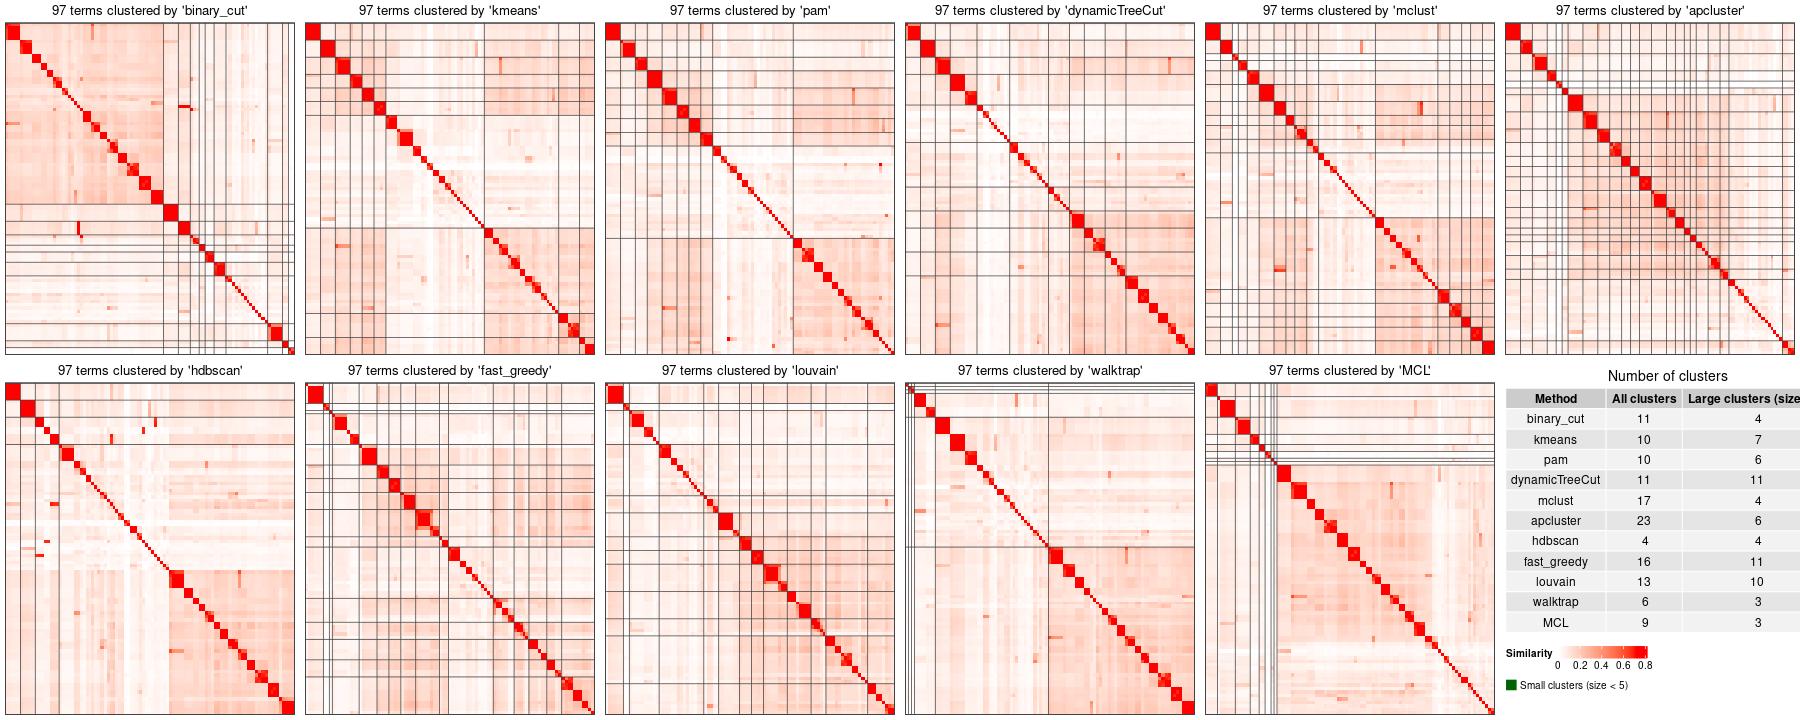 97 terms clustered by 'binary_cut'
97 terms clustered by 'kmeans'
97 terms clustered by 'pam'
97 terms clustered by 'dynamicTreeCut'
97 terms clustered by 'mclust'
97 terms clustered by 'apcluster'
97 terms clustered by 'hdbscan'
97 terms clustered by 'fast_greedy'
97 terms clustered by 'louvain'
97 terms clustered by 'walktrap'
97 terms clustered by 'MCL'
Number of clusters
Method All clusters Large clusters (size
binary_cut 11 4
kmeans 10 7
pam 10 6
dynamicTreeCut 11 11
mclust 17 4
apcluster 23 6
hdbscan 4 4
fast_greedy 16 11
louvain 13 10
walktrap 6 3
MCL 9 3
Similarity
0 0.2 0.4 0.6 0.8
Small clusters (size < 5)